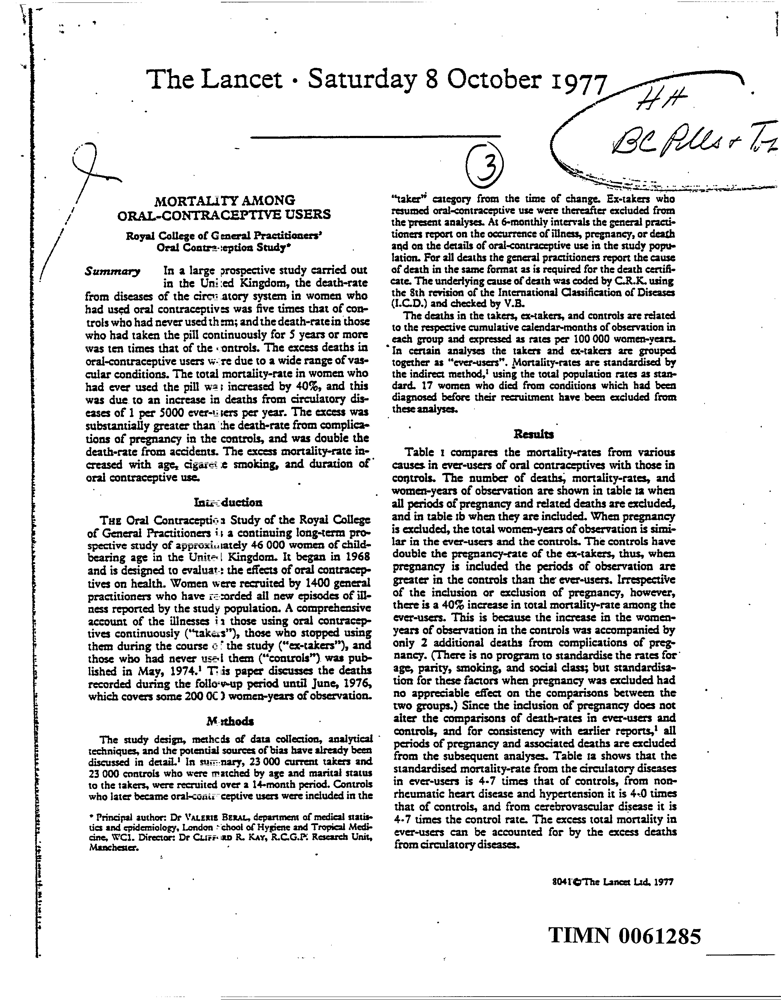 The Lancet · Saturday 8 October 1977
HH
BC Pills +
3
MORTALITY AMONG
ORAL-CONTRACEPTIVE USERS
Royal College of General Practitioners'
Oral Contraception Study*
Summary In a large prospective study carried out
in the United Kingdom, the death-rate
from diseases of the circulatory system in women who
had used oral contraceptives was five times that of con-
trols who had never used them; and the death-rate in those
who had taken the pill continuously for 5 years or more
was ten times that of the controls. The excess deaths in
oral-contraceptive users were due to a wide range of vas-
cular conditions. The total mortality-rate in women who
had ever used the pill was increased by 40%, and this
was due to an increase in deaths from circulatory dis-
eases of 1 per 5000 ever-users per year. The excess was
substantially greater than the death-rate from complica-
tions of pregnancy in the controls, and was double the
death-rate from accidents. The excess mortality-rate in-
creased with age, cigarette smoking, and duration of
oral contraceptive use.
Introduction
THE Oral Contraception Study of the Royal College
of General Practitioners is a continuing long-term pro-
spective study of approximately 46 000 women of child-
bearing age in the United Kingdom. It began in 1968
and is designed to evaluate the effects of oral contracep-
tives on health. Women were recruited by 1400 general
practitioners who have recorded all new episodes of ill-
ness reported by the study population. A comprehensive
account of the illnesses in those using oral contracep-
tives continuously ("takers"), those who stopped using
them during the course of the study ("ex-takers"), and
those who had never used them ("controls") was pub-
lished in May, 1974.¹ This paper discusses the deaths
recorded during the follow-up period until June, 1976,
which covers some 200 000 women-years of observation.
Methods
The study design, methods of data collection, analytical
techniques, and the potential sources of bias have already been
discussed in detail.¹ In summary, 23 000 current takers and
23 000 controls who were matched by age and marital status
to the takers, were recruited over a 14-month period. Controls
who later became oral-contraceptive users were included in the
* Principal author: Dr VALERIE BERAL, department of medical statis-
tics and epidemiology, London School of Hygiene and Tropical Medi-
cine, WC1. Director: Dr CLIFFORD R. KAY, R.C.G.P. Research Unit,
Manchester.
"taker" category from the time of change. Ex-takers who
resumed oral-contraceptive use were thereafter excluded from
the present analyses. At 6-monthly intervals the general practi-
tioners report on the occurrence of illness, pregnancy, or death
and on the details of oral-contraceptive use in the study popu-
lation. For all deaths the general practitioners report the cause
of death in the same format as is required for the death certifi-
cate. The underlying cause of death was coded by C.R.K. using
the 8th revision of the International Classification of Diseases
(I.C.D.) and checked by V.B.
The deaths in the takers, ex-takers, and controls are related
to the respective cumulative calendar-months of observation in
each group and expressed as rates per 100 000 women-years.
In certain analyses the takers and ex-takers are grouped
together as "ever-users". Mortality-rates are standardised by
the indirect method,¹ using the total population rates as stan-
dard. 17 women who died from conditions which had been
diagnosed before their recruitment have been excluded from
these analyses.
Results
Table I compares the mortality-rates from various
causes in ever-users of oral contraceptives with those in
controls. The number of deaths, mortality-rates, and
women-years of observation are shown in table Ia when
all periods of pregnancy and related deaths are excluded,
and in table Ib when they are included. When pregnancy
is excluded, the total women-years of observation is simi-
lar in the ever-users and the controls. The controls have
double the pregnancy-rate of the ex-takers, thus, when
pregnancy is included the periods of observation are
greater in the controls than the ever-users. Irrespective
of the inclusion or exclusion of pregnancy, however,
there is a 40% increase in total mortality-rate among the
ever-users. This is because the increase in the women-
years of observation in the controls was accompanied by
only 2 additional deaths from complications of preg-
nancy. (There is no program to standardise the rates for
age, parity, smoking, and social class; but standardisa-
tion for these factors when pregnancy was excluded had
no appreciable effect on the comparisons between the
two groups.) Since the inclusion of pregnancy does not
alter the comparisons of death-rates in ever-users and
controls, and for consistency with earlier reports,¹ all
periods of pregnancy and associated deaths are excluded
from the subsequent analyses. Table Ia shows that the
standardised mortality-rate from the circulatory diseases
in ever-users is 4·7 times that of controls, from non-
rheumatic heart disease and hypertension it is 4·0 times
that of controls, and from cerebrovascular disease it is
4·7 times the control rate. The excess total mortality in
ever-users can be accounted for by the excess deaths
from circulatory diseases.
8041©The Lancet Ltd, 1977
TIMN 0061285